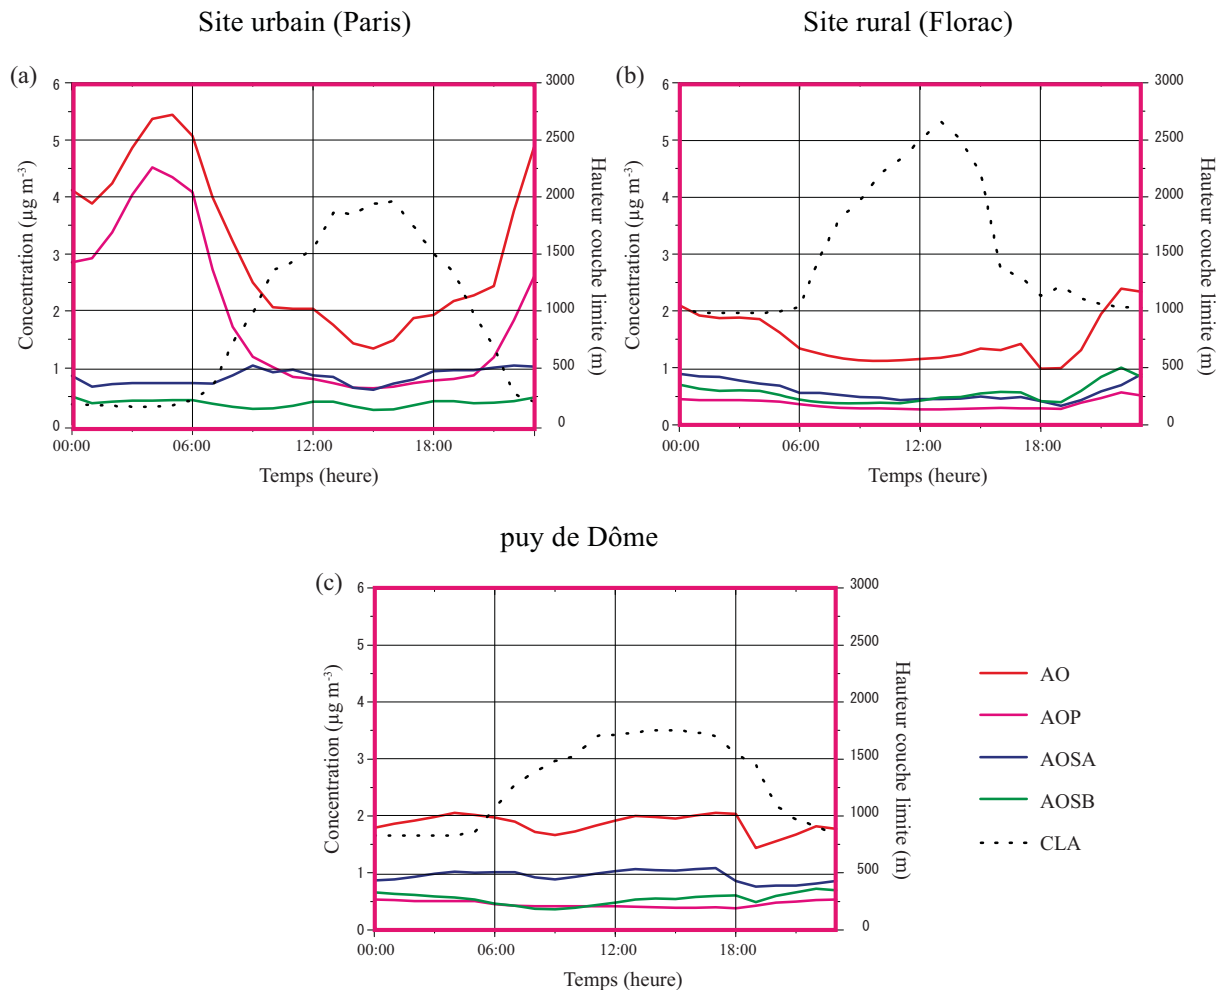 Site urbain (Paris)
Site rural (Florac)
(a)
6
5
4
3
2
1
0
Concentration (µg m-3)
3000
2500
2000
1500
1000
500
0
Hauteur couche limite (m)
00:00 06:00 12:00 18:00
Temps (heure)
(b)
6
5
4
3
2
1
0
Concentration (µg m-3)
3000
2500
2000
1500
1000
500
0
Hauteur couche limite (m)
00:00 06:00 12:00 18:00
Temps (heure)
puy de Dôme
(c)
6
5
4
3
2
1
0
Concentration (µg m-3)
3000
2500
2000
1500
1000
500
0
Hauteur couche limite (m)
00:00 06:00 12:00 18:00
Temps (heure)
AO
AOP
AOSA
AOSB
CLA